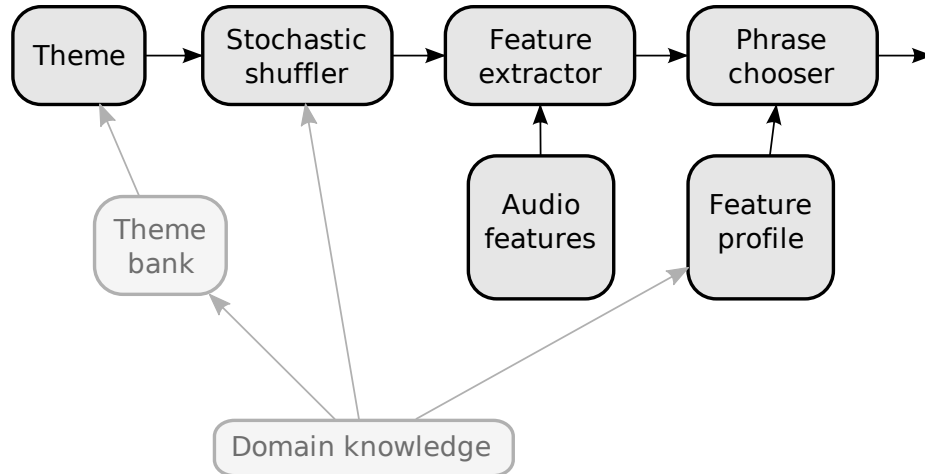 Theme
Stochastic
shuffler
Feature
extractor
Phrase
chooser
Theme
bank
Audio
features
Feature
profile
Domain knowledge